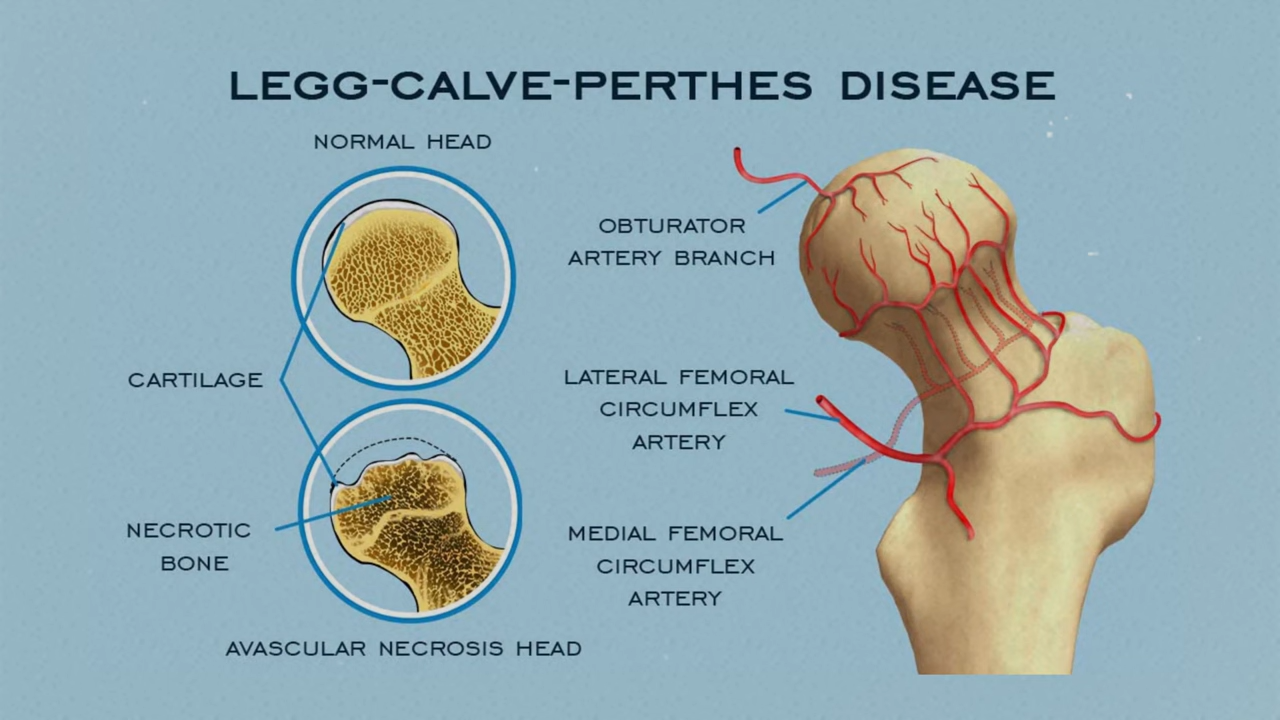 LEGG-CALVE-PERTHES DISEASE
NORMAL HEAD
OBTURATOR
ARTERY BRANCH
CARTILAGE
LATERAL FEMORAL
CIRCUMFLEX
ARTERY
NECROTIC
BONE
MEDIAL FEMORAL
CIRCUMFLEX
ARTERY
AVASCULAR NECROSIS HEAD